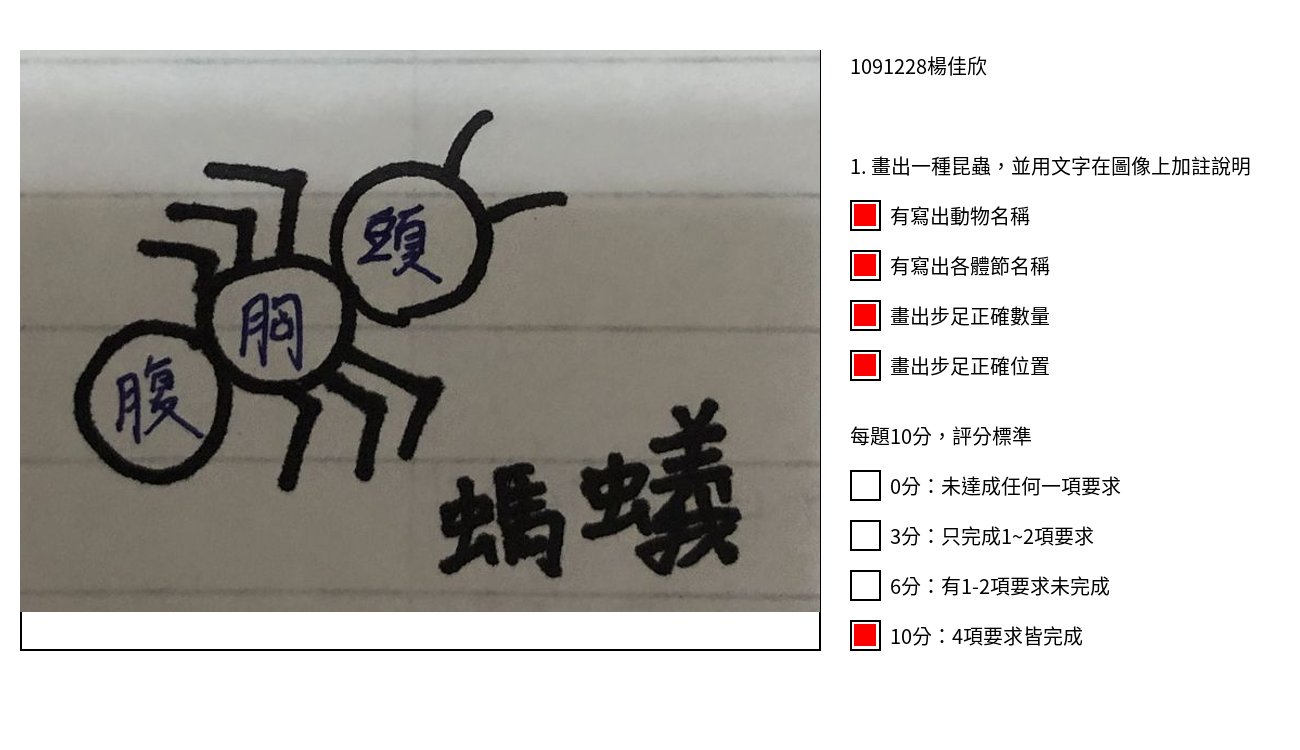 頭
胸
腹
螞蟻
1091228楊佳欣
1. 畫出一種昆蟲，並用文字在圖像上加註說明
有寫出動物名稱
有寫出各體節名稱
畫出步足正確數量
畫出步足正確位置
每題10分，評分標準
0分：未達成任何一項要求
3分：只完成1~2項要求
6分：有1-2項要求未完成
10分：4項要求皆完成